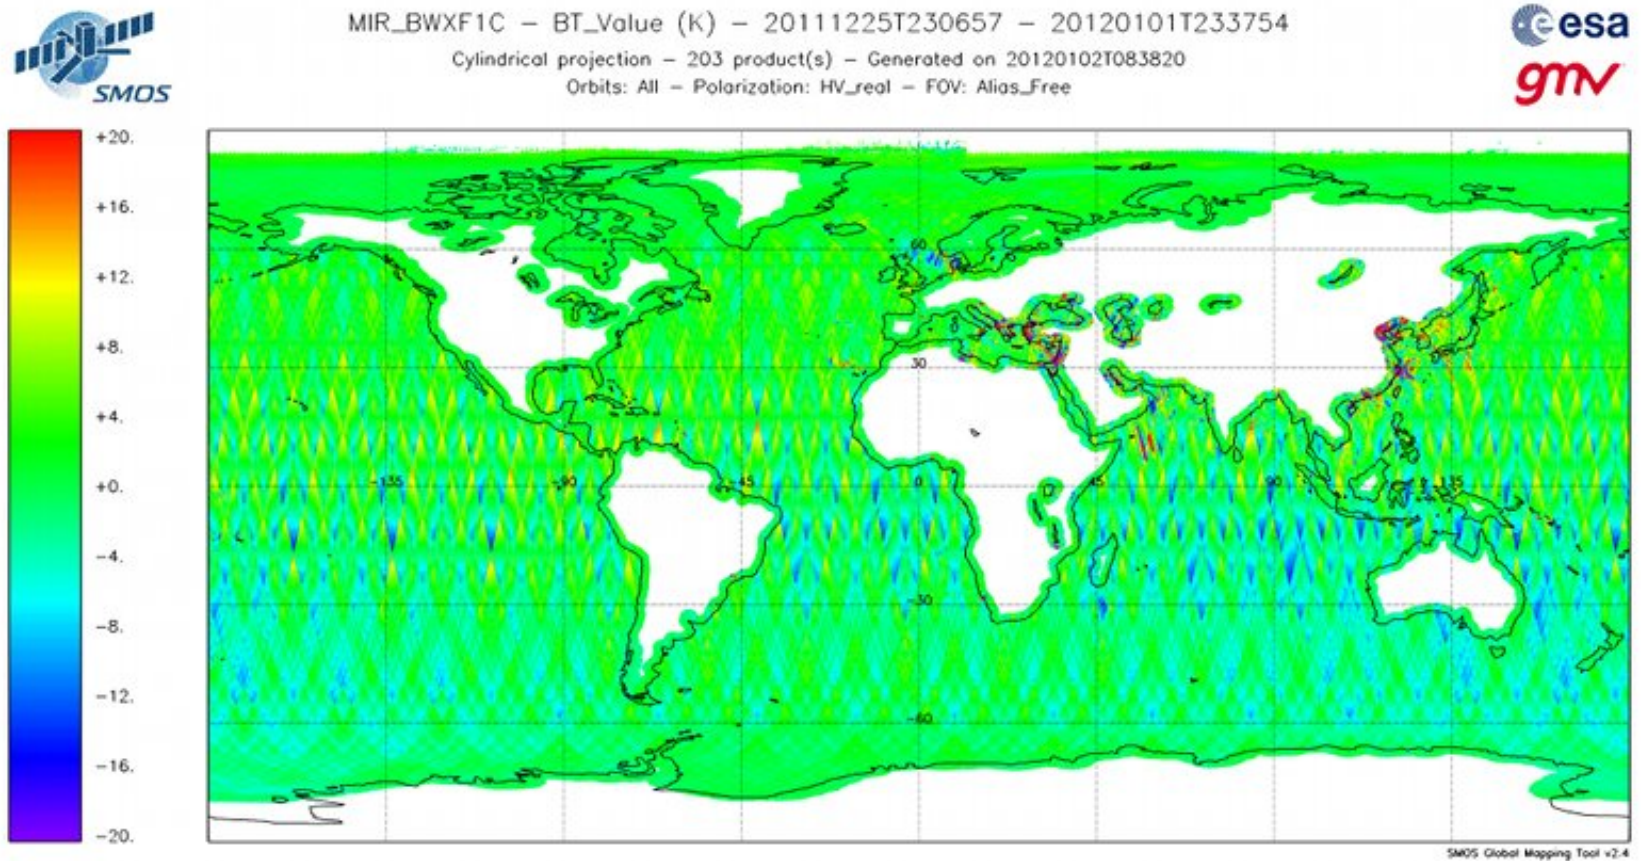 MIR_BWXF1C – BT_Value (K) – 20111225T230657 – 20120101T233754
Cylindrical projection – 203 product(s) – Generated on 20120102T083820
Orbits: All – Polarization: HV_real – FOV: Alias_Free
SMOS
esa
gmv
+20.
+16.
+12.
+8.
+4.
+0.
-4.
-8.
-12.
-16.
-20.
60
30
-135 -90 -45 0 45 90 135
-30
-60
SMOS Global Mapping Tool v2.4